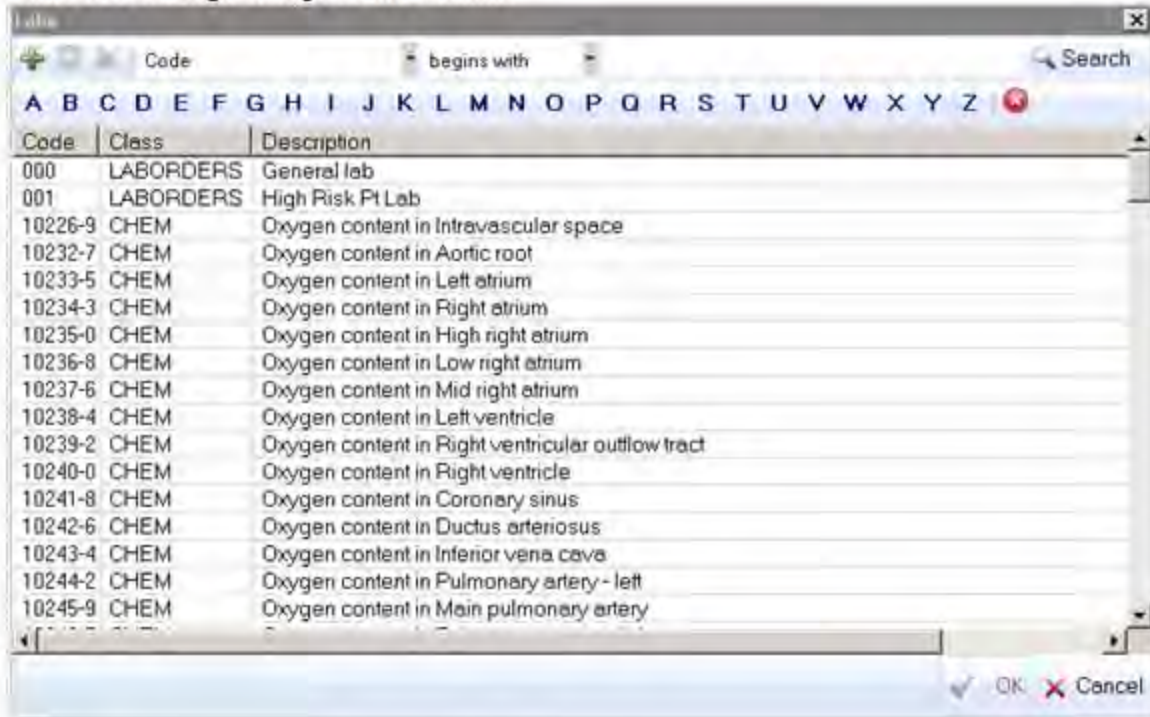 Labs
Code begins with Search
A B C D E F G H I J K L M N O P Q R S T U V W X Y Z
Code Class Description
000 LABORDERS General lab
001 LABORDERS High Risk Pt Lab
10226-9 CHEM Oxygen content in Intravascular space
10232-7 CHEM Oxygen content in Aortic root
10233-5 CHEM Oxygen content in Left atrium
10234-3 CHEM Oxygen content in Right atrium
10235-0 CHEM Oxygen content in High right atrium
10236-8 CHEM Oxygen content in Low right atrium
10237-6 CHEM Oxygen content in Mid right atrium
10238-4 CHEM Oxygen content in Left ventricle
10239-2 CHEM Oxygen content in Right ventricular outflow tract
10240-0 CHEM Oxygen content in Right ventricle
10241-8 CHEM Oxygen content in Coronary sinus
10242-6 CHEM Oxygen content in Ductus arteriosus
10243-4 CHEM Oxygen content in Inferior vena cava
10244-2 CHEM Oxygen content in Pulmonary artery - left
10245-9 CHEM Oxygen content in Main pulmonary artery
OK Cancel